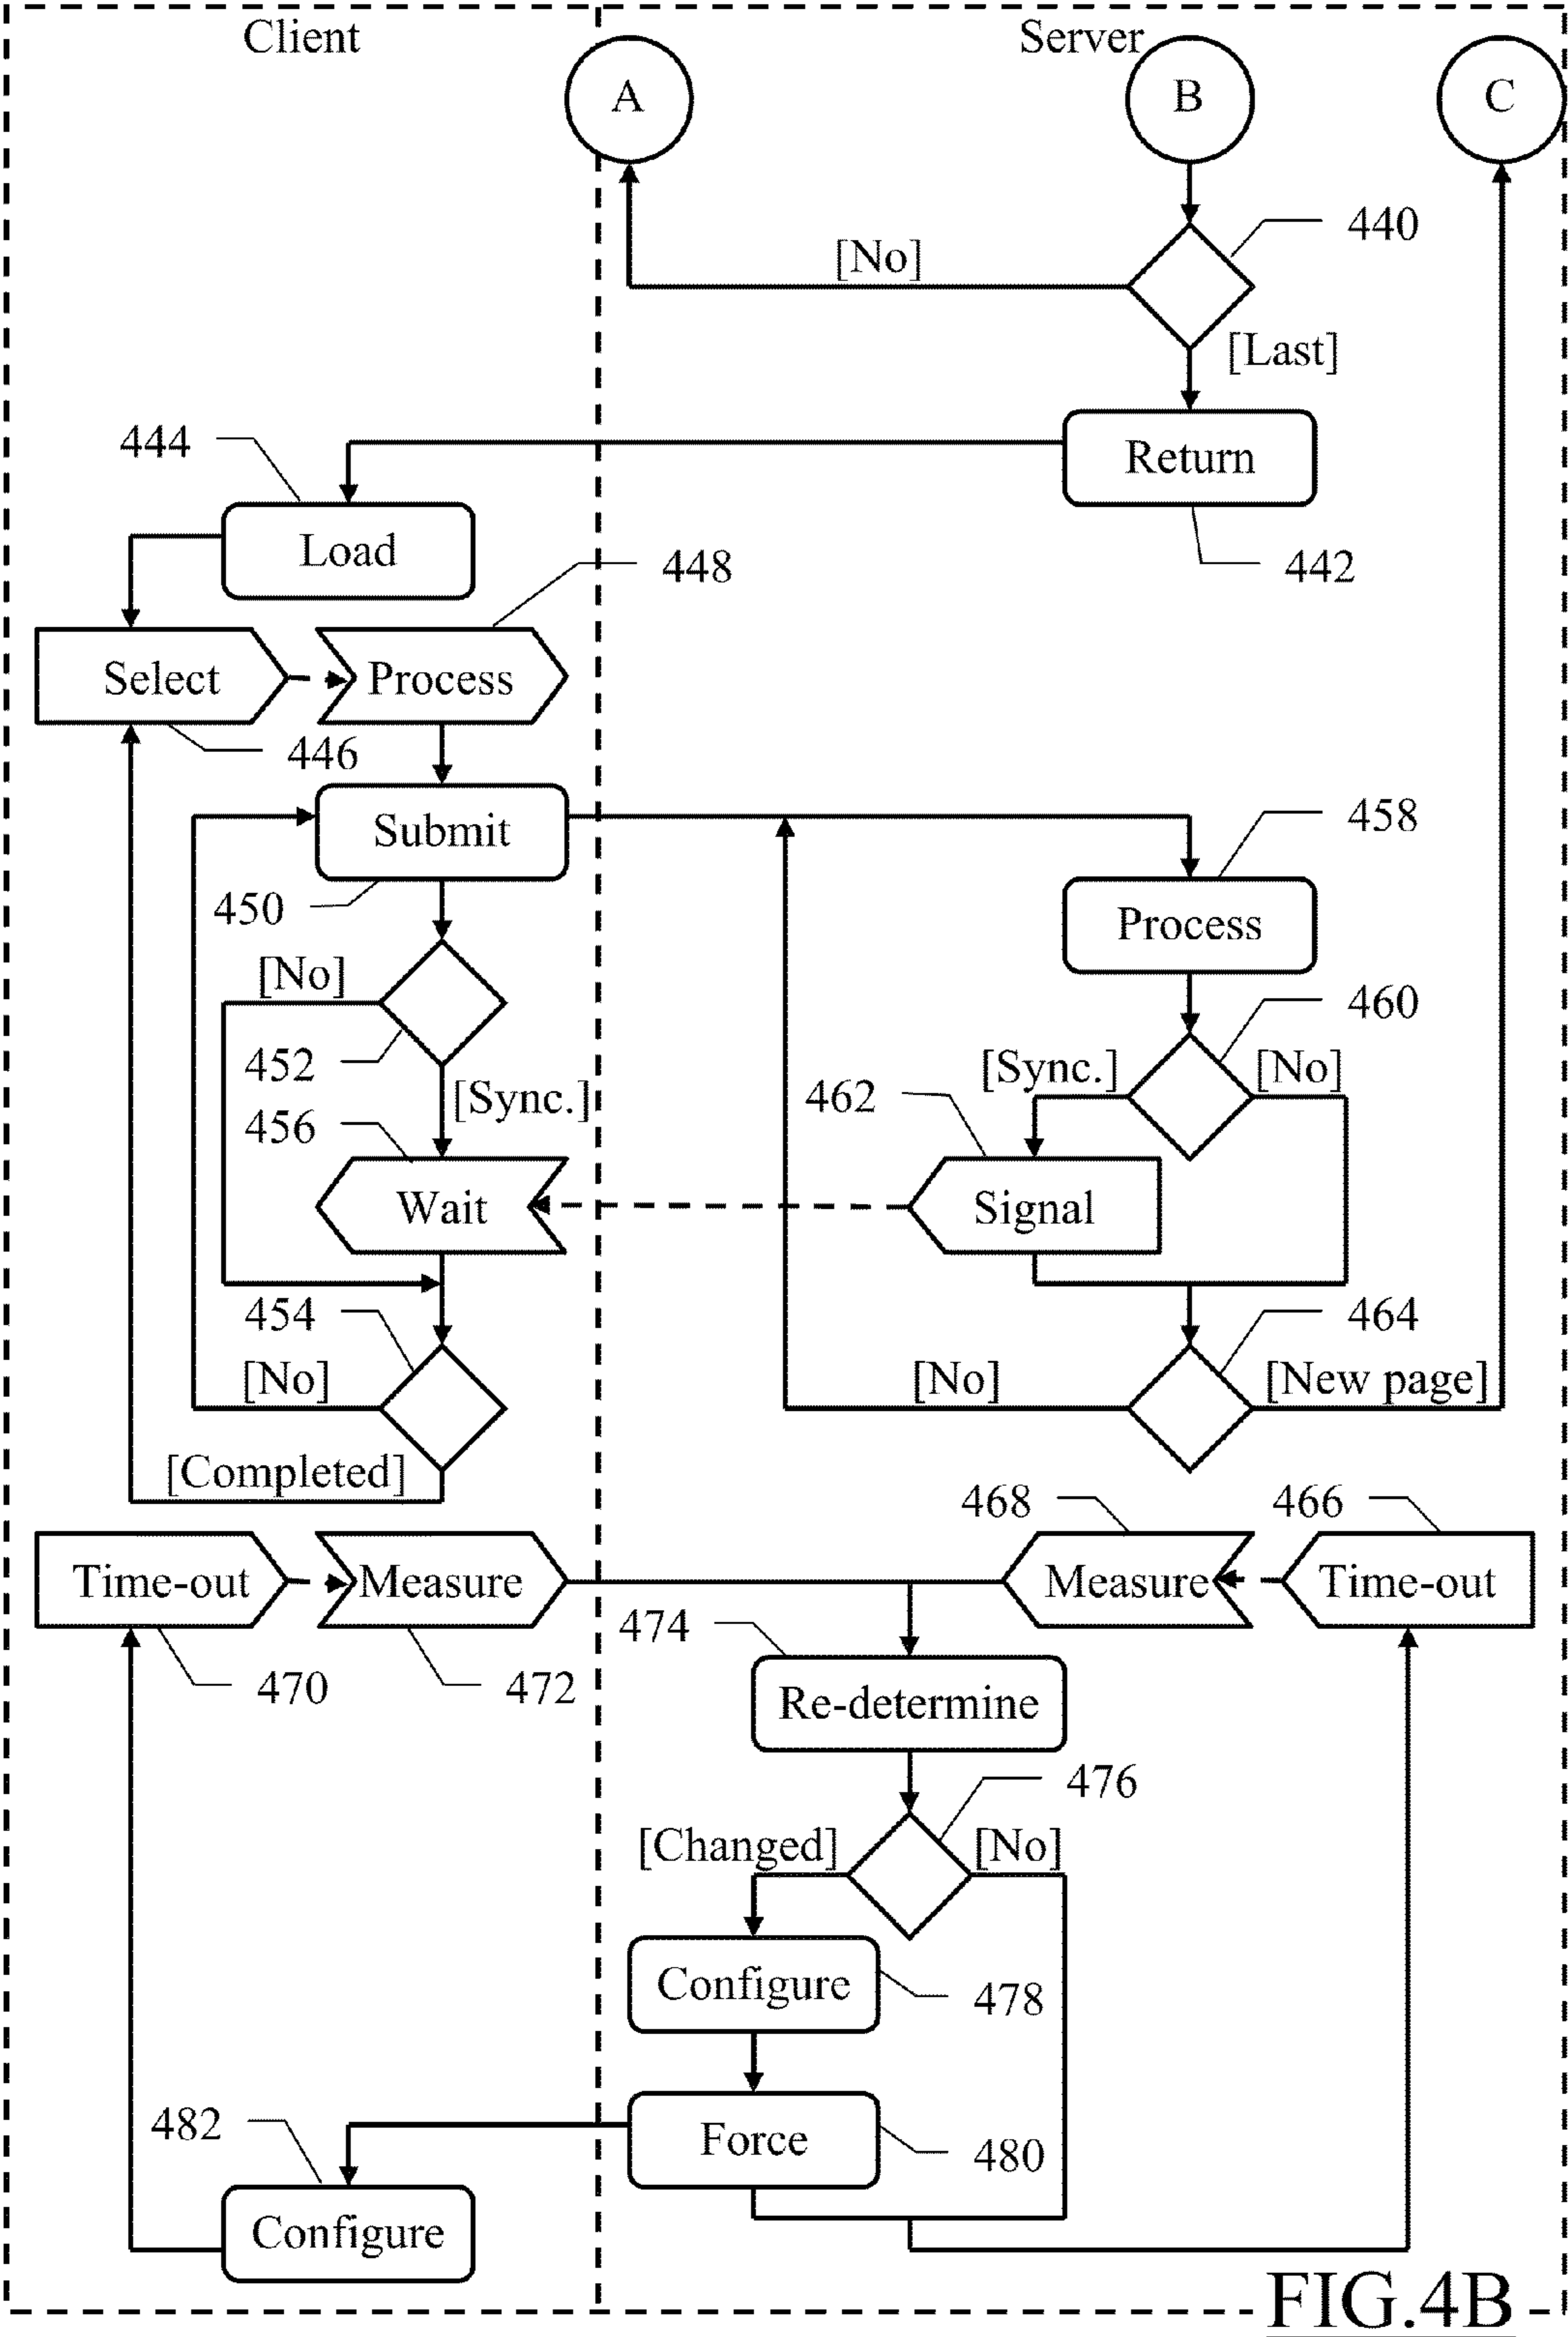 Client
Server
A
B
C
440
[No]
[Last]
444
Return
Load
448
442
Select
Process
446
Submit
458
450
Process
[No]
460
452
[Sync.]
[No]
[Sync.]
462
456
Wait
Signal
454
464
[No]
[No]
[New page]
[Completed]
468
466
Time-out
Measure
Measure
Time-out
474
470
472
Re-determine
476
[Changed]
[No]
Configure
478
482
Force
480
Configure
FIG.4B